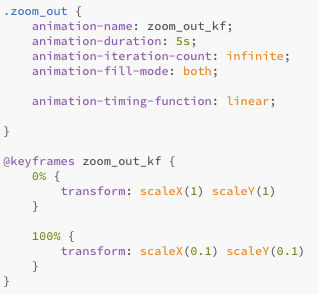 .zoom_out {
    animation-name: zoom_out_kf;
    animation-duration: 5s;
    animation-iteration-count: infinite;
    animation-fill-mode: both;

    animation-timing-function: linear;

}

@keyframes zoom_out_kf {
    0% {
        transform: scaleX(1) scaleY(1)
    }

    100% {
        transform: scaleX(0.1) scaleY(0.1)
    }
}